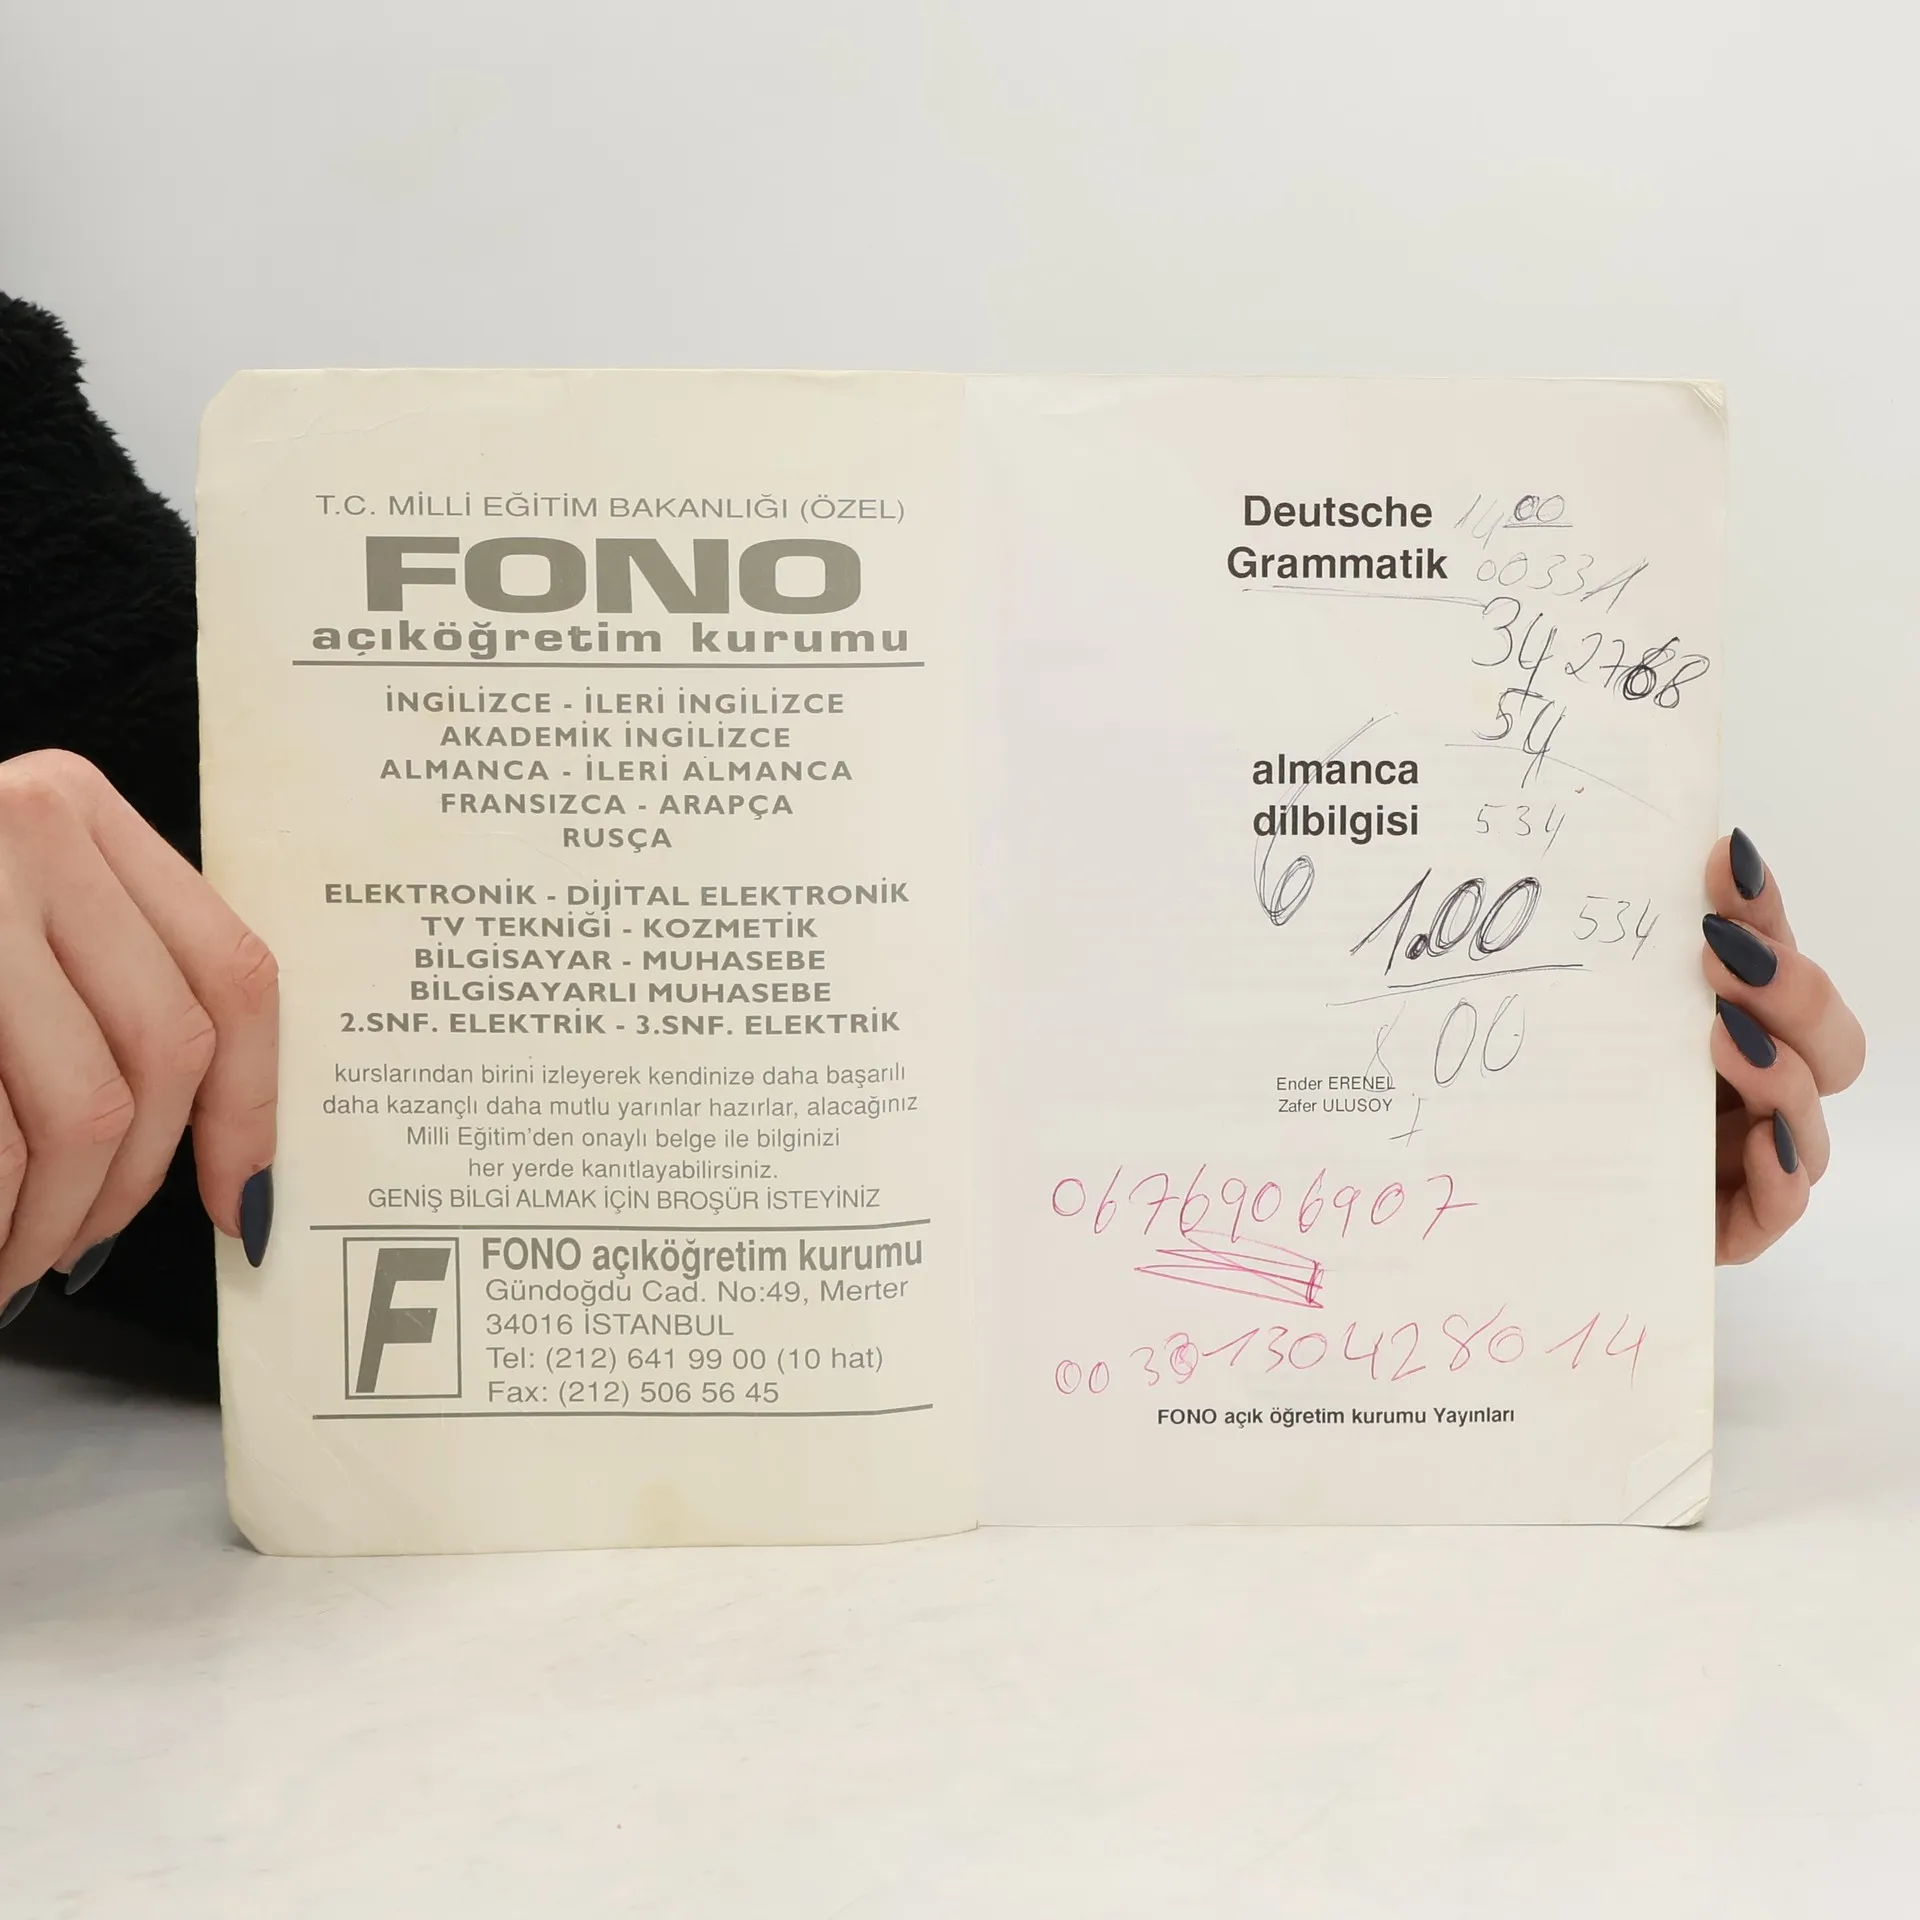 T.C. MİLLİ EĞİTİM BAKANLIĞI (ÖZEL)
FONO
açıköğretim kurumu
İNGİLİZCE - İLERİ İNGİLİZCE
AKADEMİK İNGİLİZCE
ALMANCA - İLERİ ALMANCA
FRANSIZCA - ARAPÇA
RUSÇA
ELEKTRONİK - DİJİTAL ELEKTRONİK
TV TEKNİĞİ - KOZMETİK
BİLGİSAYAR - MUHASEBE
BİLGİSAYARLI MUHASEBE
2.SNF. ELEKTRİK - 3.SNF. ELEKTRİK
kurslarından birini izleyerek kendinize daha başarılı
daha kazançlı daha mutlu yarınlar hazırlar, alacağınız
Milli Eğitim'den onaylı belge ile bilginizi
her yerde kanıtlayabilirsiniz.
GENİŞ BİLGİ ALMAK İÇİN BROŞÜR İSTEYİNİZ
F
FONO açıköğretim kurumu
Gündoğdu Cad. No:49, Merter
34016 İSTANBUL
Tel: (212) 641 99 00 (10 hat)
Fax: (212) 506 56 45
Deutsche 1400
Grammatik 00331
34
54
almanca
dilbilgisi 534
1.00 534
00
Ender ERENEL
Zafer ULUSOY
0676906907
FONO açık öğretim kurumu Yayınları